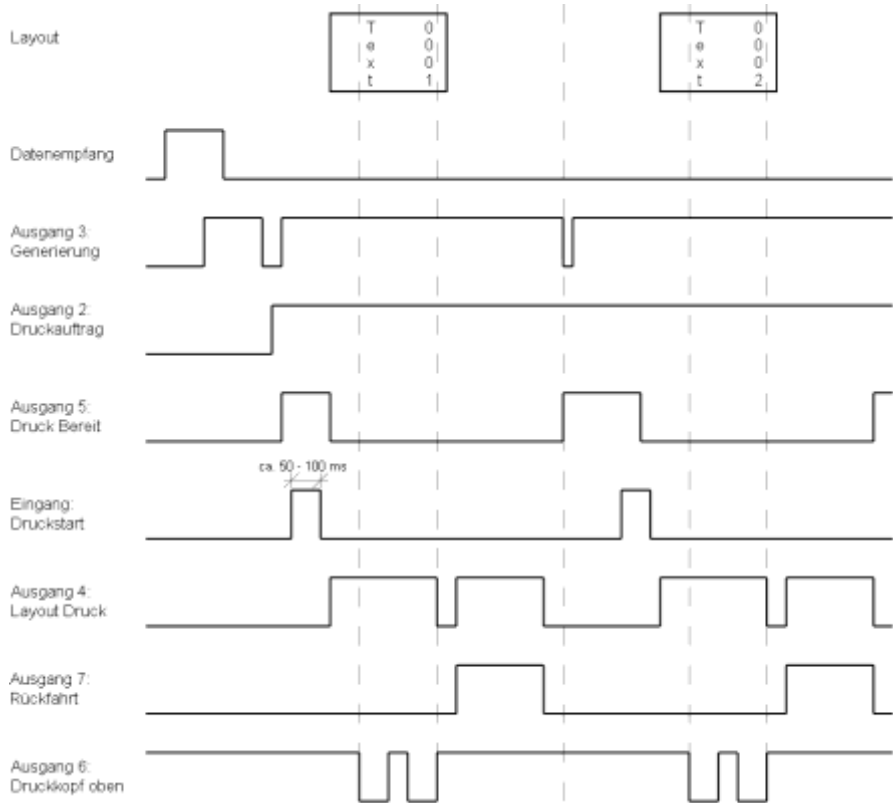 Layout
T 0
e 0
x 0
t 1
T 0
e 0
x 0
t 2
Datenempfang
Ausgang 3:
Generierung
Ausgang 2:
Druckauftrag
Ausgang 5:
Druck Bereit
ca. 50 - 100 ms
Eingang:
Druckstart
Ausgang 4:
Layout Druck
Ausgang 7:
Rückfahrt
Ausgang 6:
Druckkopf oben